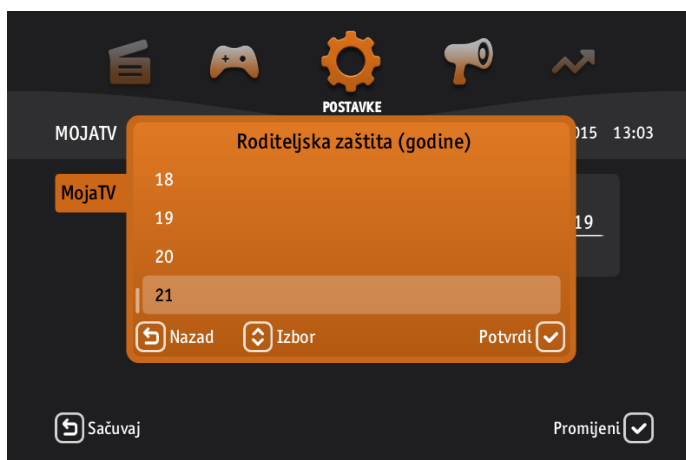 POSTAVKE
MOJATV 015 13:03
Roditeljska zaštita (godine)
MojaTV
18
19
19
20
21
Nazad Izbor Potvrdi
Sačuvaj Promijeni